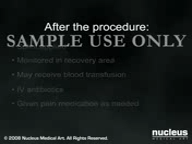 After the procedure:
SAMPLE USE ONLY
• Monitored in recovery area
• May receive blood transfusion
• IV antibiotics
• Given pain medication as needed
© 2008 Nucleus Medical Art, All Rights Reserved.
nucleus